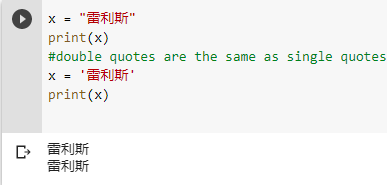 x = "雷利斯"
print(x)
#double quotes are the same as single quotes
x = '雷利斯'
print(x)
雷利斯
雷利斯